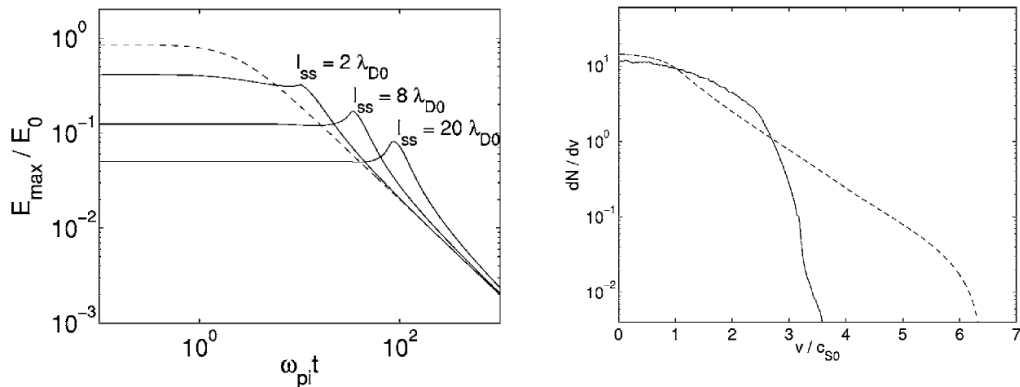 10^0
10^-1
10^-2
10^-3
E_max / E_0
l_ss = 2 λ_D0
l_ss = 8 λ_D0
l_ss = 20 λ_D0
10^0
10^2
ω_pi t
10^1
10^0
10^-1
10^-2
dN / dv
0 1 2 3 4 5 6 7
v / c_S0